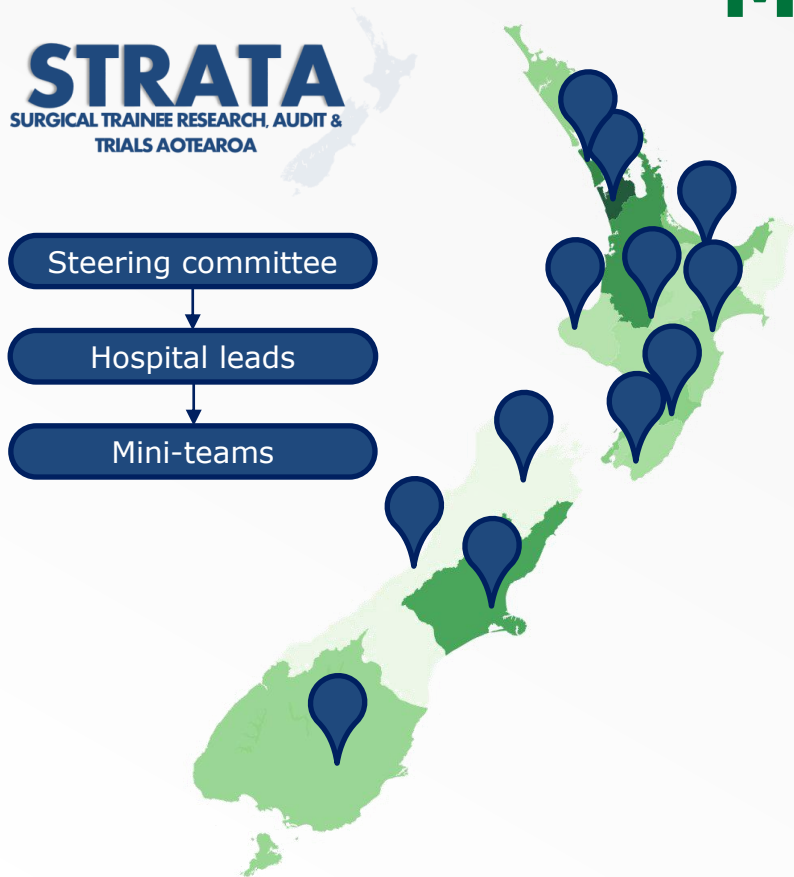 STRATA
SURGICAL TRAINEE RESEARCH, AUDIT &
TRIALS AOTEAROA
Steering committee
Hospital leads
Mini-teams